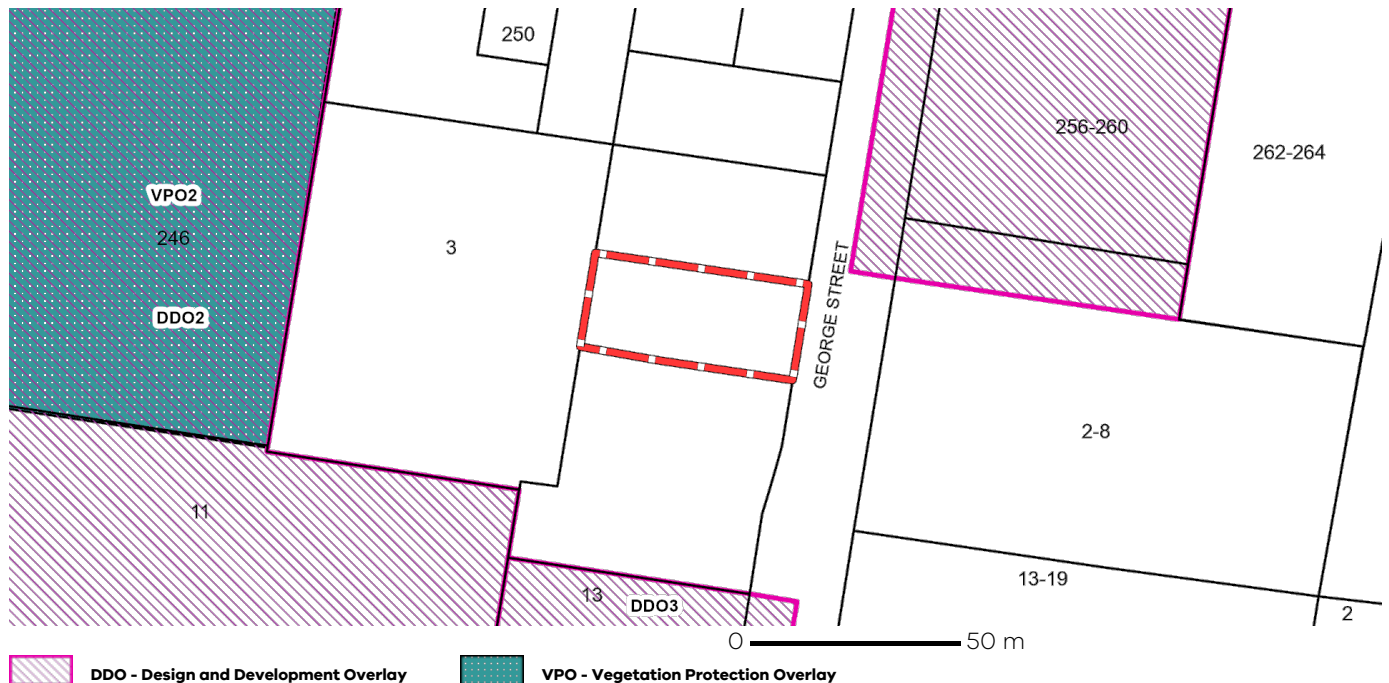 250
256-260
262-264
VPO2
246
3
DDO2
GEORGE STREET
2-8
11
13-19
13
DDO3
2
0 50 m
DDO - Design and Development Overlay
VPO - Vegetation Protection Overlay